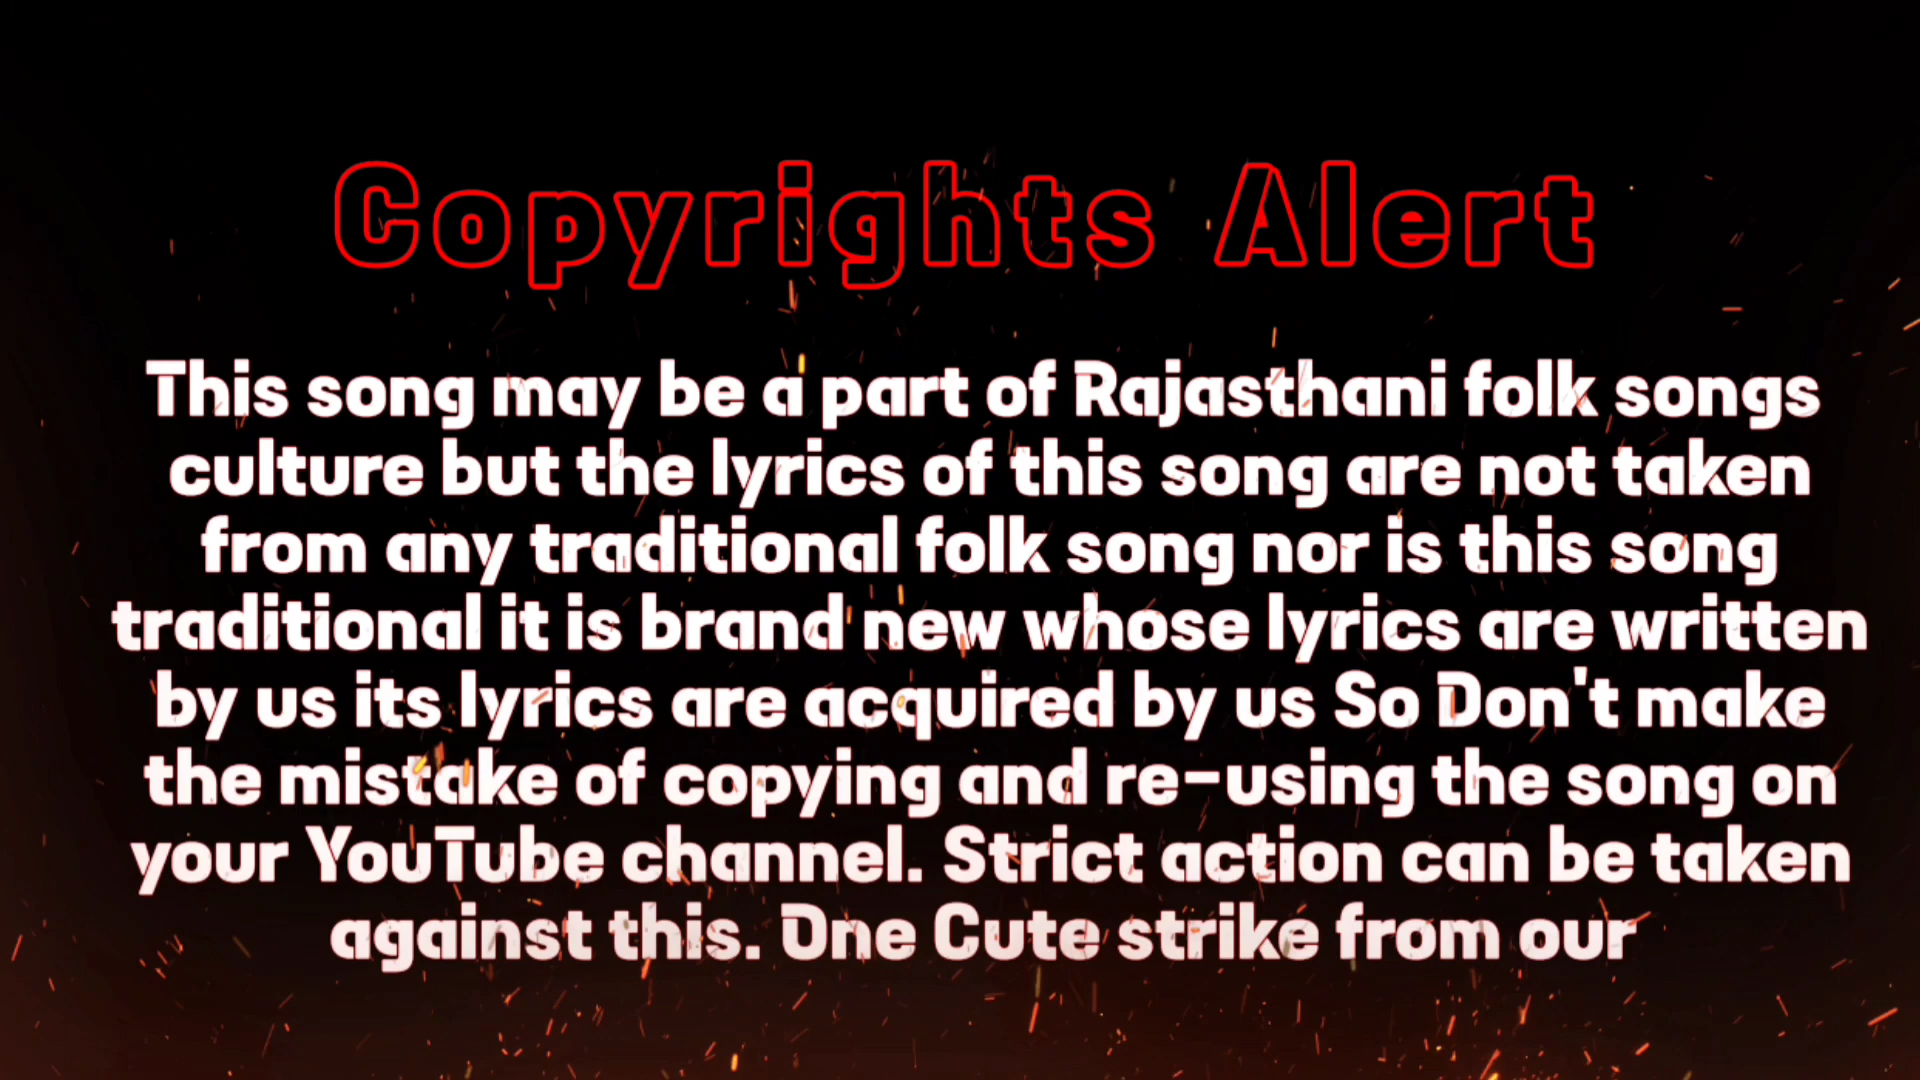 Copyrights Alert
This song may be a part of Rajasthani folk songs
culture but the lyrics of this song are not taken
from any traditional folk song nor is this song
traditional it is brand new whose lyrics are written
by us its lyrics are acquired by us So Don't make
the mistake of copying and re-using the song on
your YouTube channel. Strict action can be taken
against this. One Cute strike from our